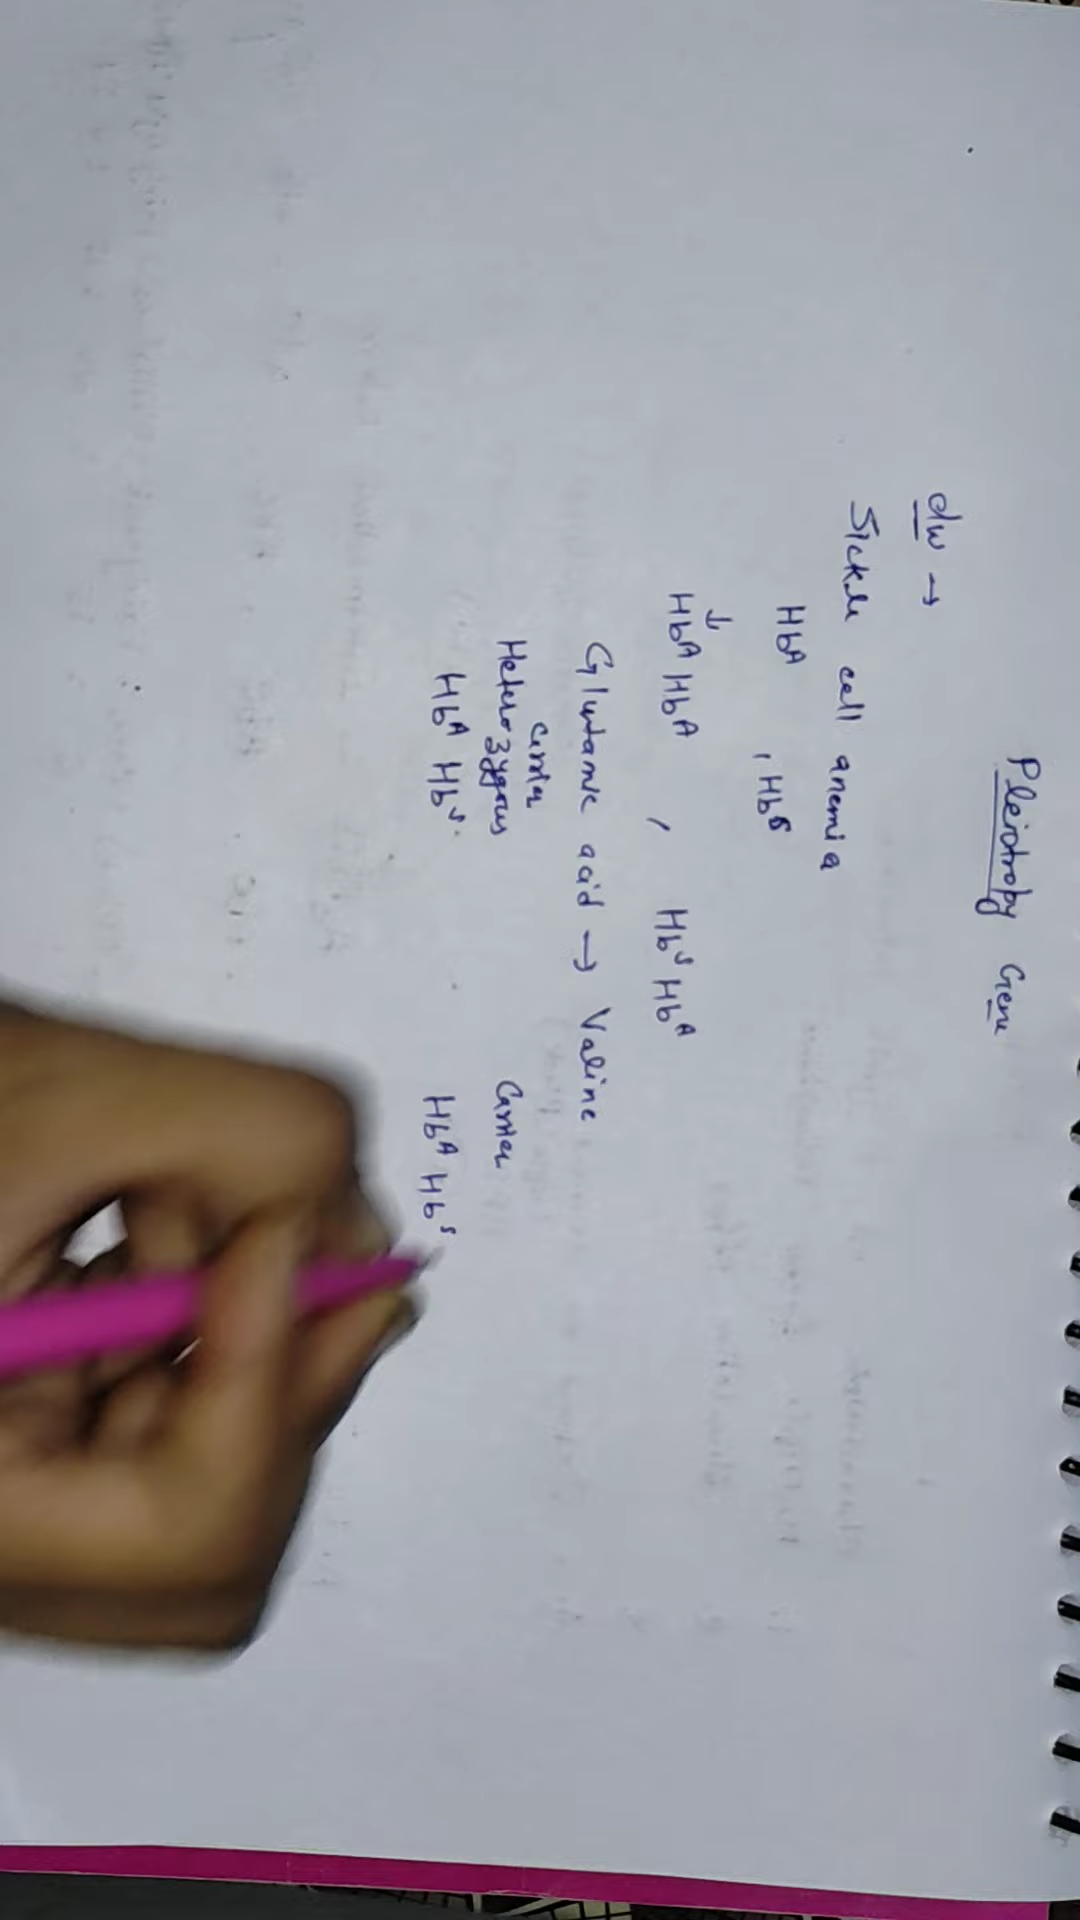 Pleiotropy Gene
dw →
Sickle cell anemia
HbA , HbS
↓
HbA HbA , HbS HbA
Glutamic acid → Valine
Carrier
Heterozygous Carrier
HbA HbS HbA HbS